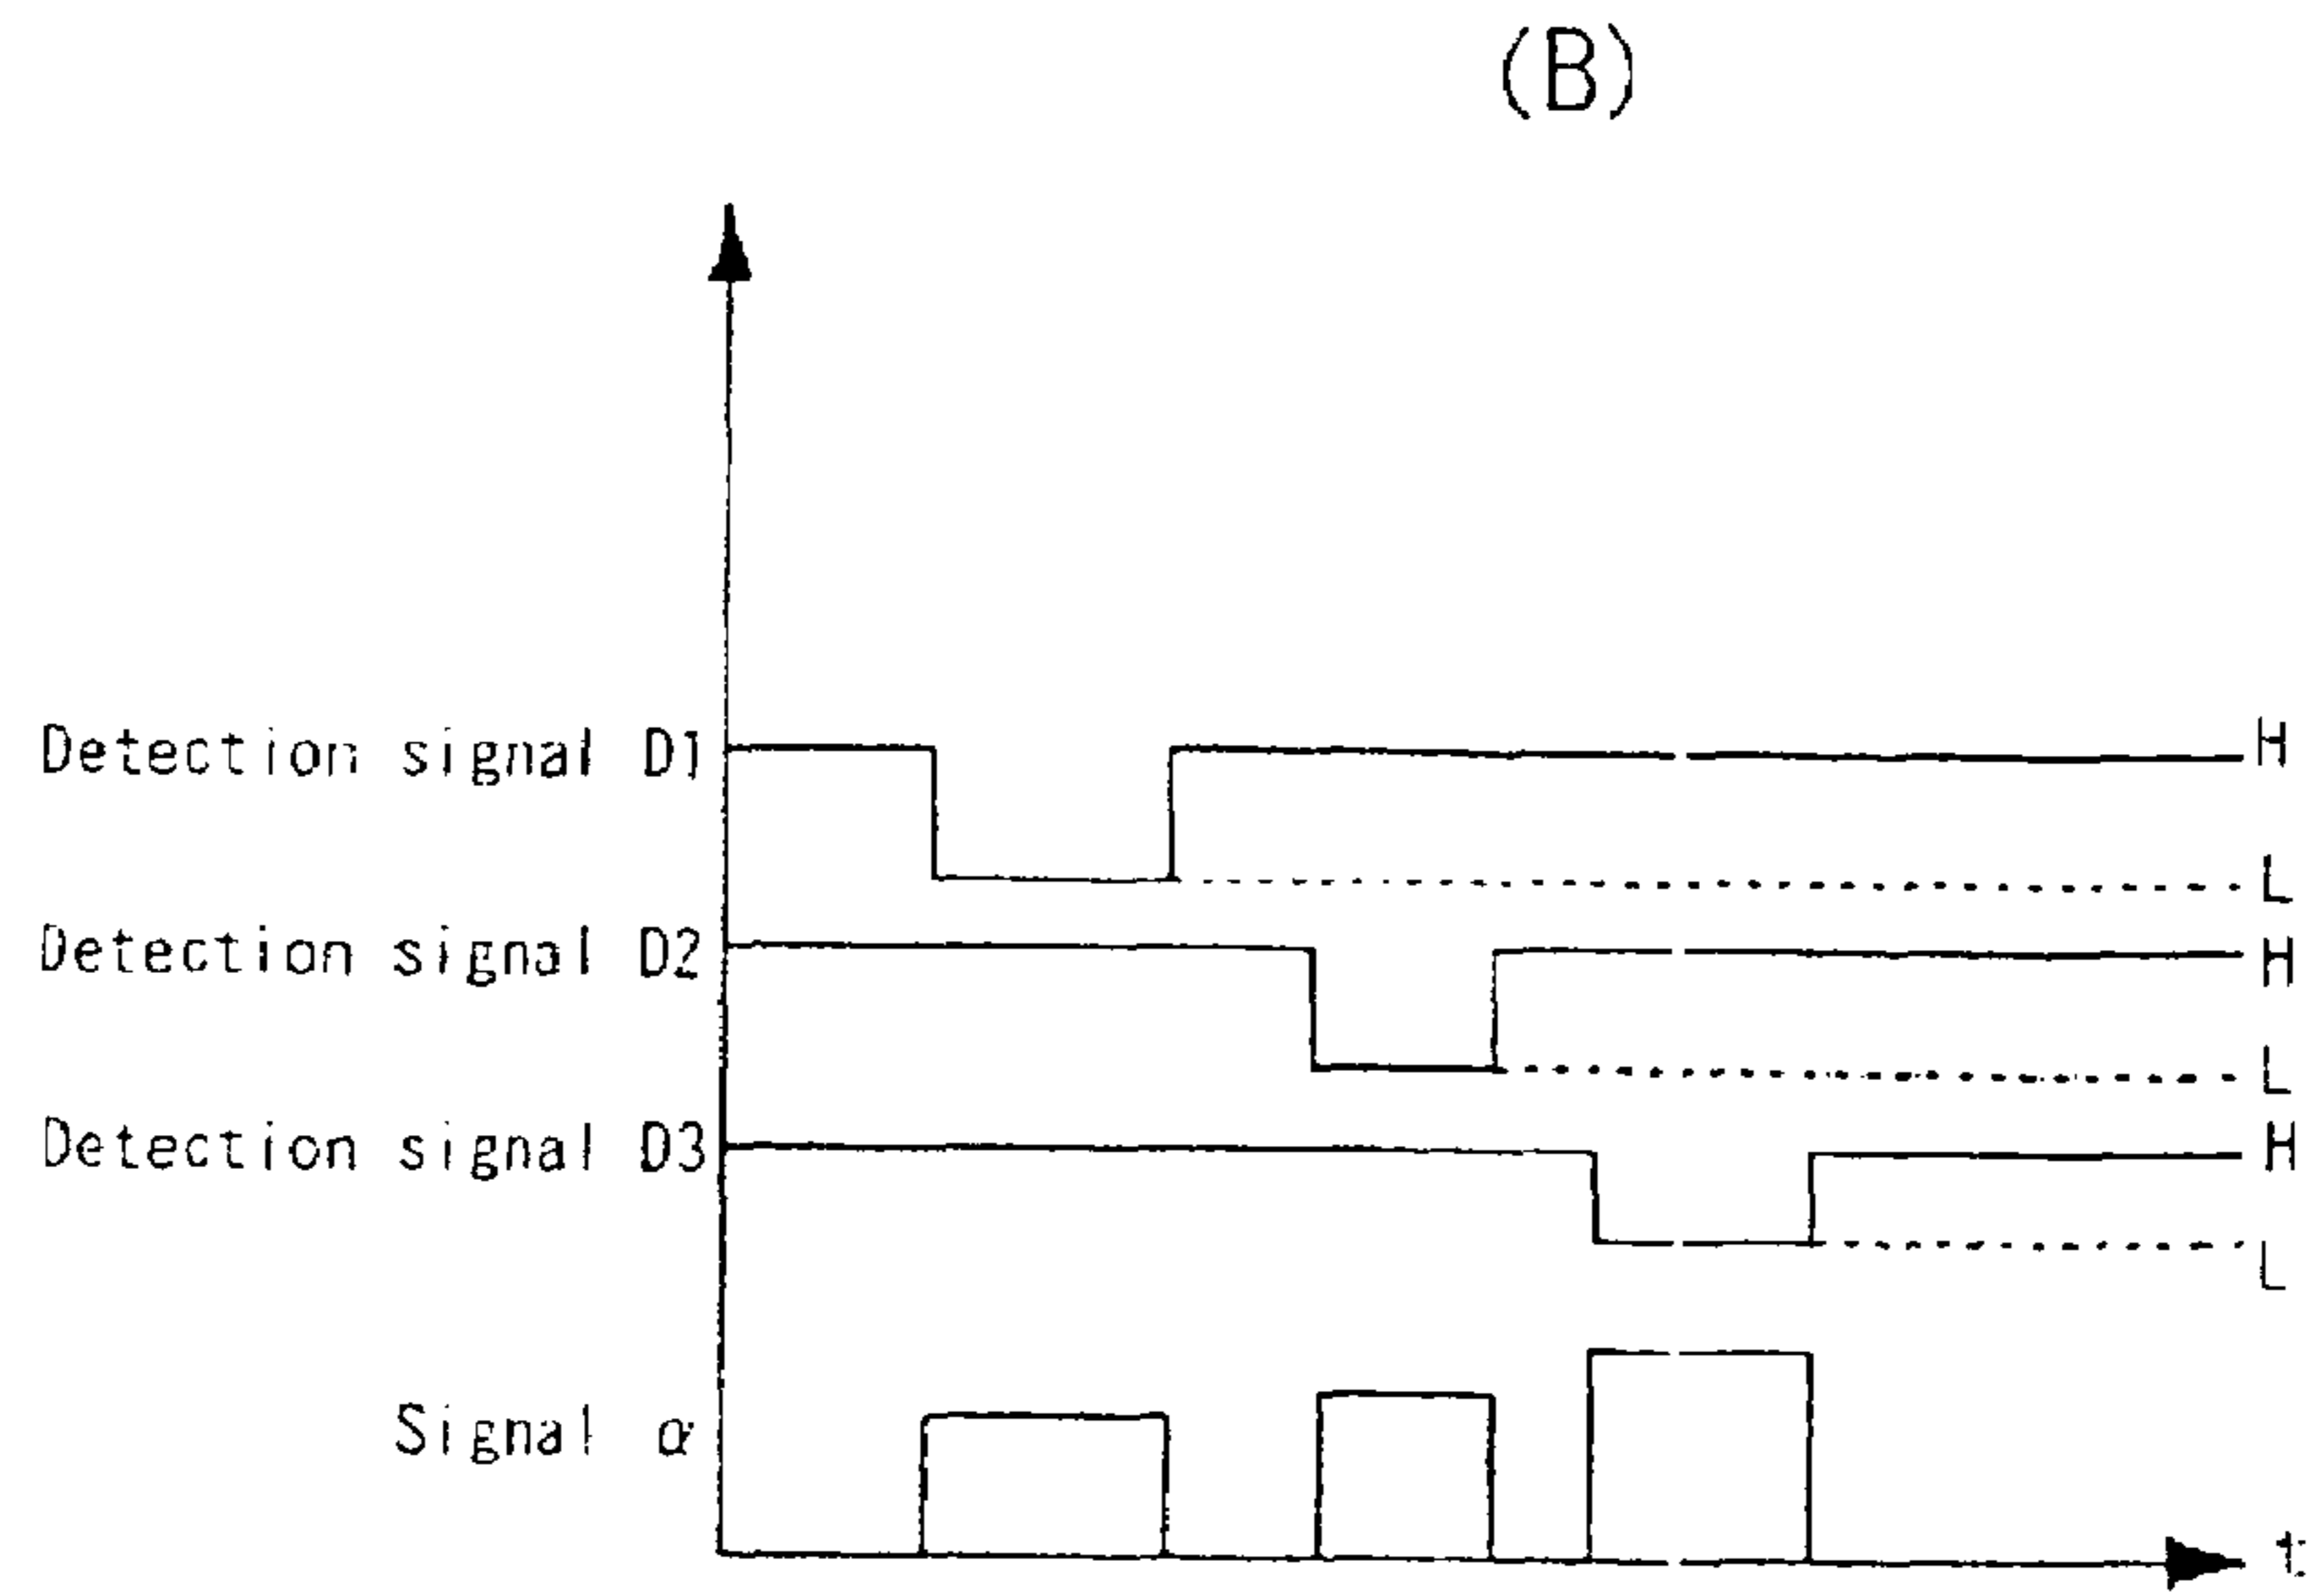 (B)
Detection signal D1
H
L
Detection signal D2
H
L
Detection signal D3
H
L
Signal α
t